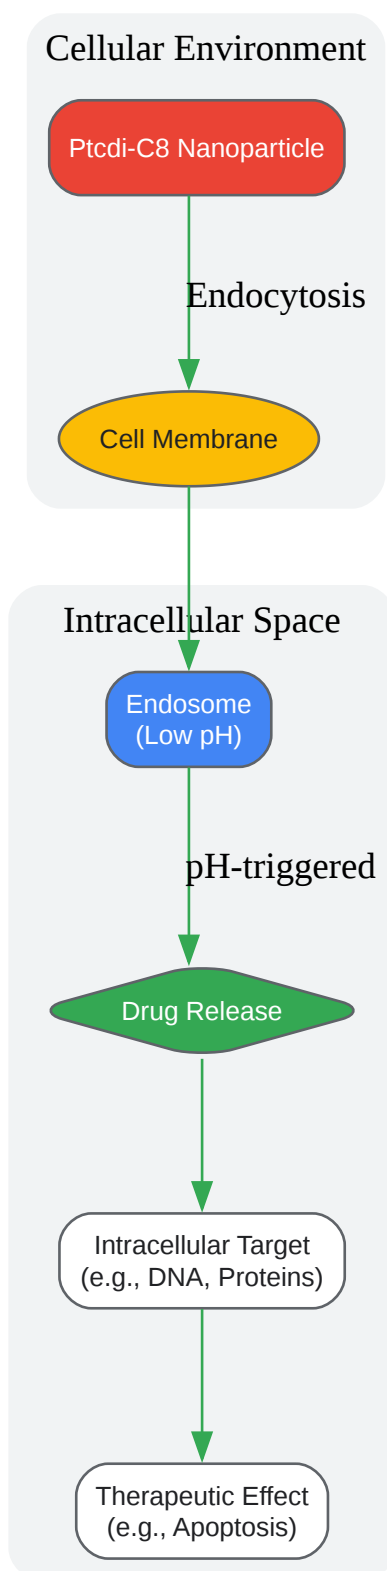 Cellular Environment
Ptcdi-C8 Nanoparticle
Endocytosis
Cell Membrane
Intracellular Space
Endosome
(Low pH)
pH-triggered
Drug Release
Intracellular Target
(e.g., DNA, Proteins)
Therapeutic Effect
(e.g., Apoptosis)